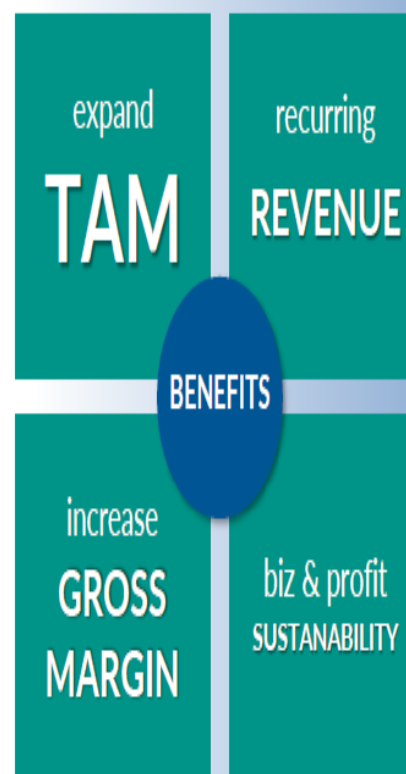 expand
TAM
recurring
REVENUE
BENEFITS
increase
GROSS
MARGIN
biz & profit
SUSTANABILITY